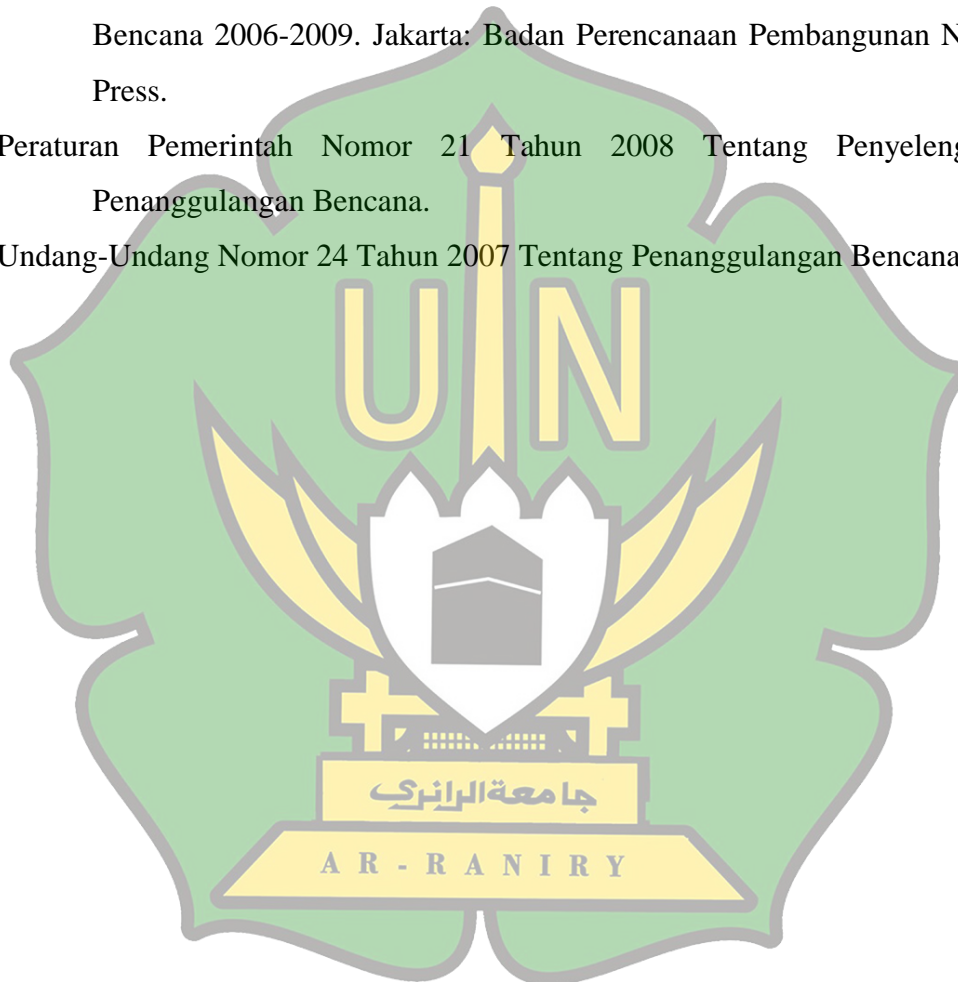 Bencana 2006-2009. Jakarta: Badan Perencanaan Pembangunan N
Press.
Peraturan Pemerintah Nomor 21 Tahun 2008 Tentang Penyeleng
Penanggulangan Bencana.
Undang-Undang Nomor 24 Tahun 2007 Tentang Penanggulangan Bencana
UIN
جامعةالرانري
AR-RANIRY